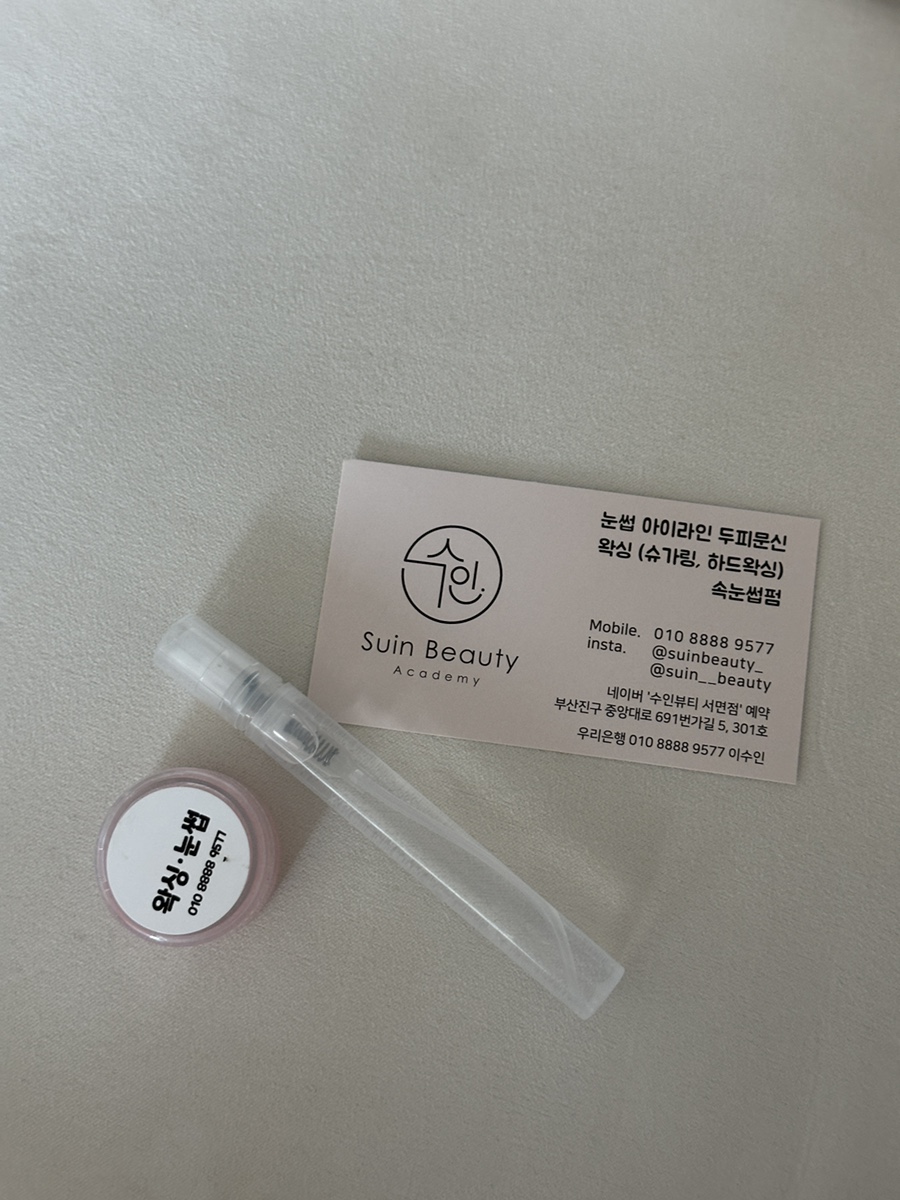 수인.
Suin Beauty
Academy
눈썹 아이라인 두피문신
왁싱 (슈가링, 하드왁싱)
속눈썹펌
Mobile. 010 8888 9577
insta. @suinbeauty_
@suin__beauty
네이버 '수인뷰티 서면점' 예약
부산진구 중앙대로 691번가길 5, 301호
우리은행 010 8888 9577 이수인
왁싱·눈썹
010 8888 9577